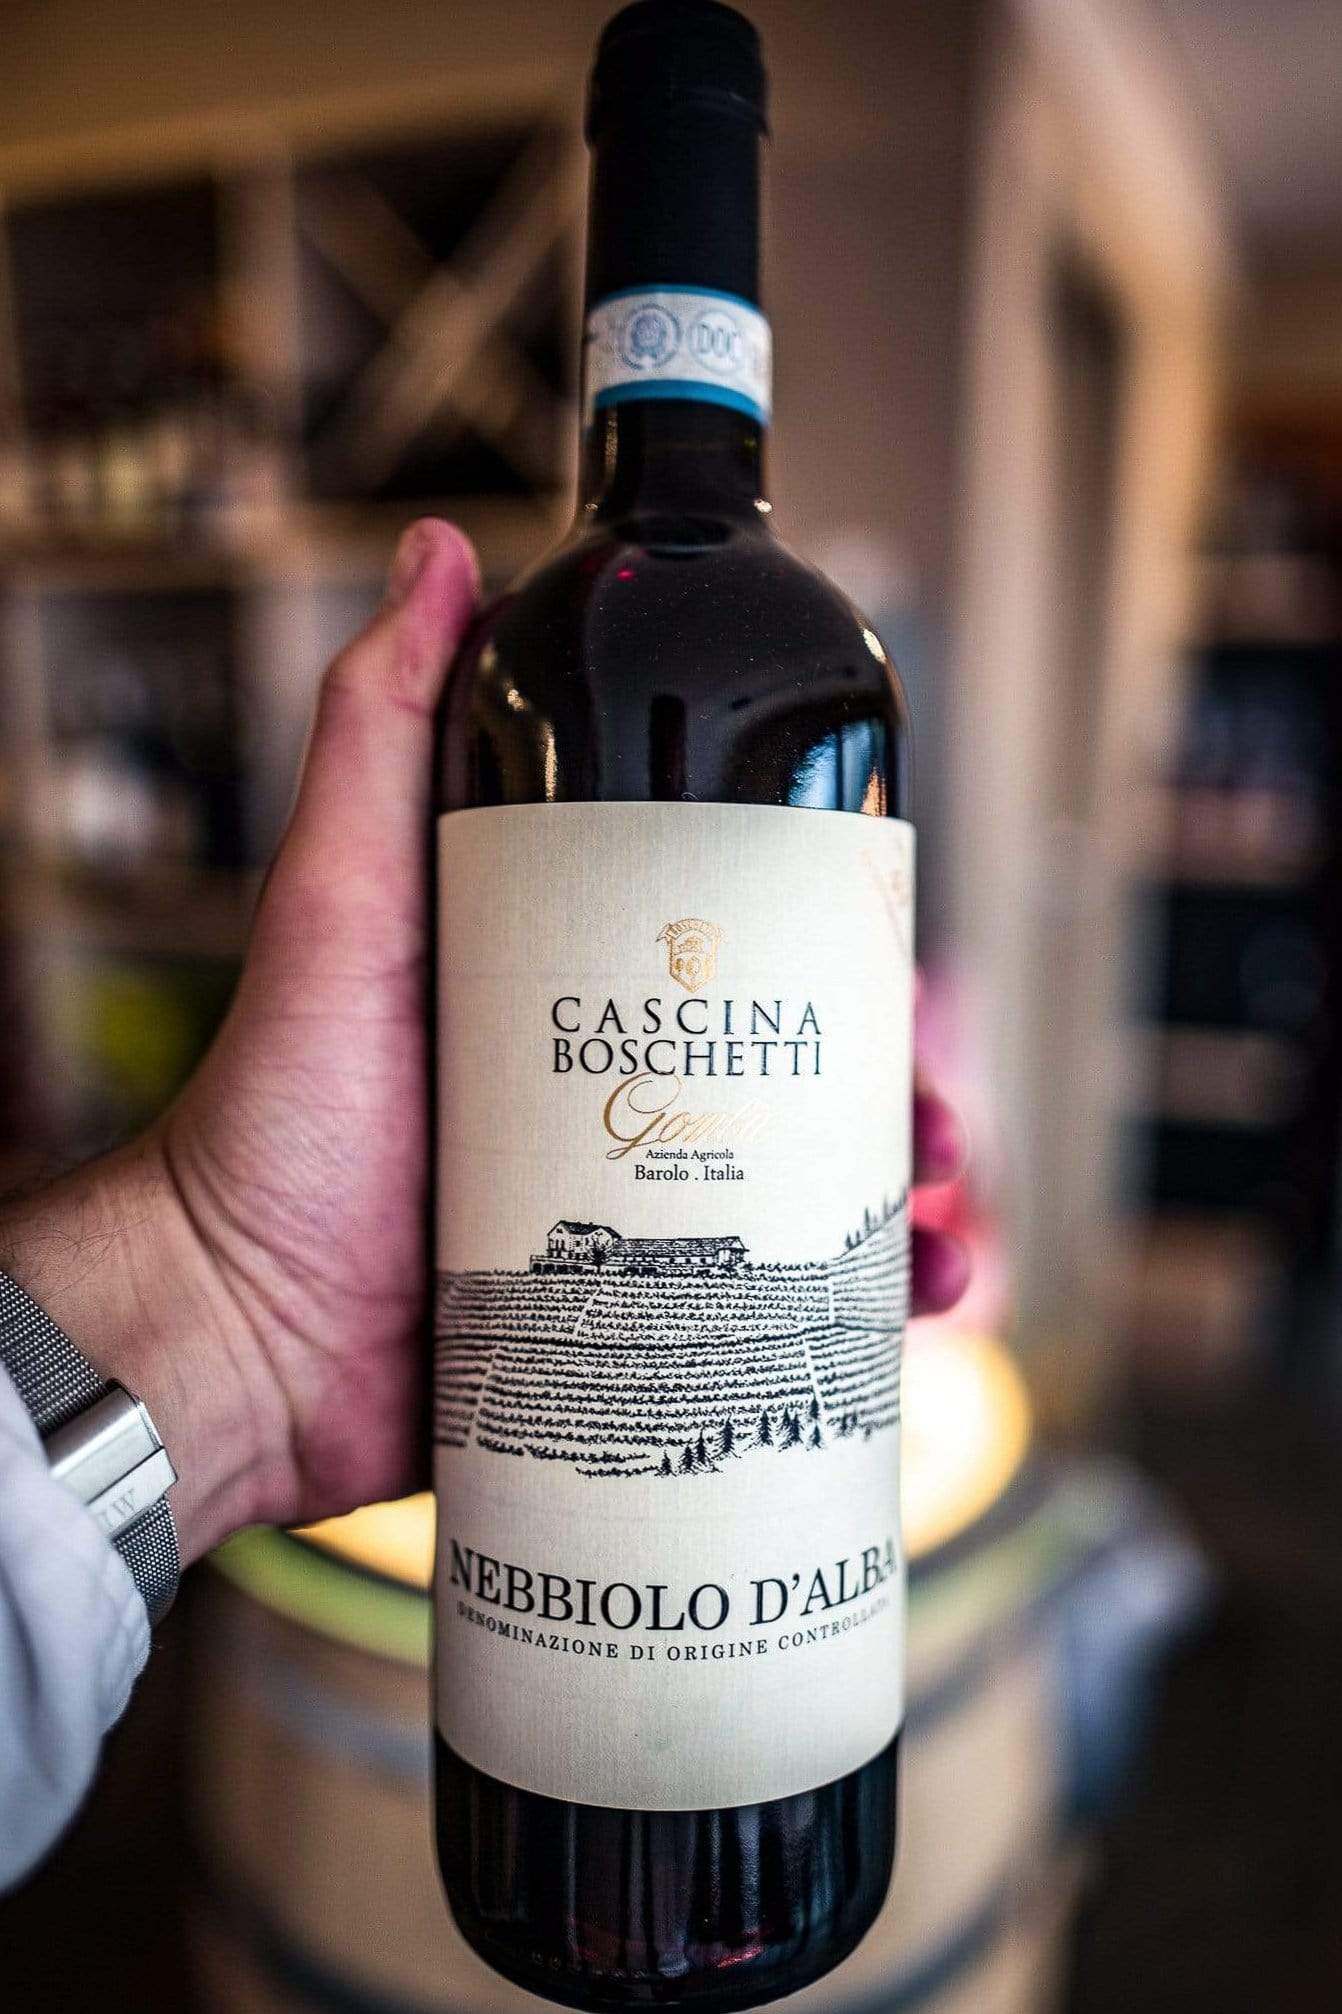 DOC
CASCINA
BOSCHETTI
Gomba
Azienda Agricola
Barolo . Italia
NEBBIOLO D'ALBA
DENOMINAZIONE DI ORIGINE CONTROLLATA